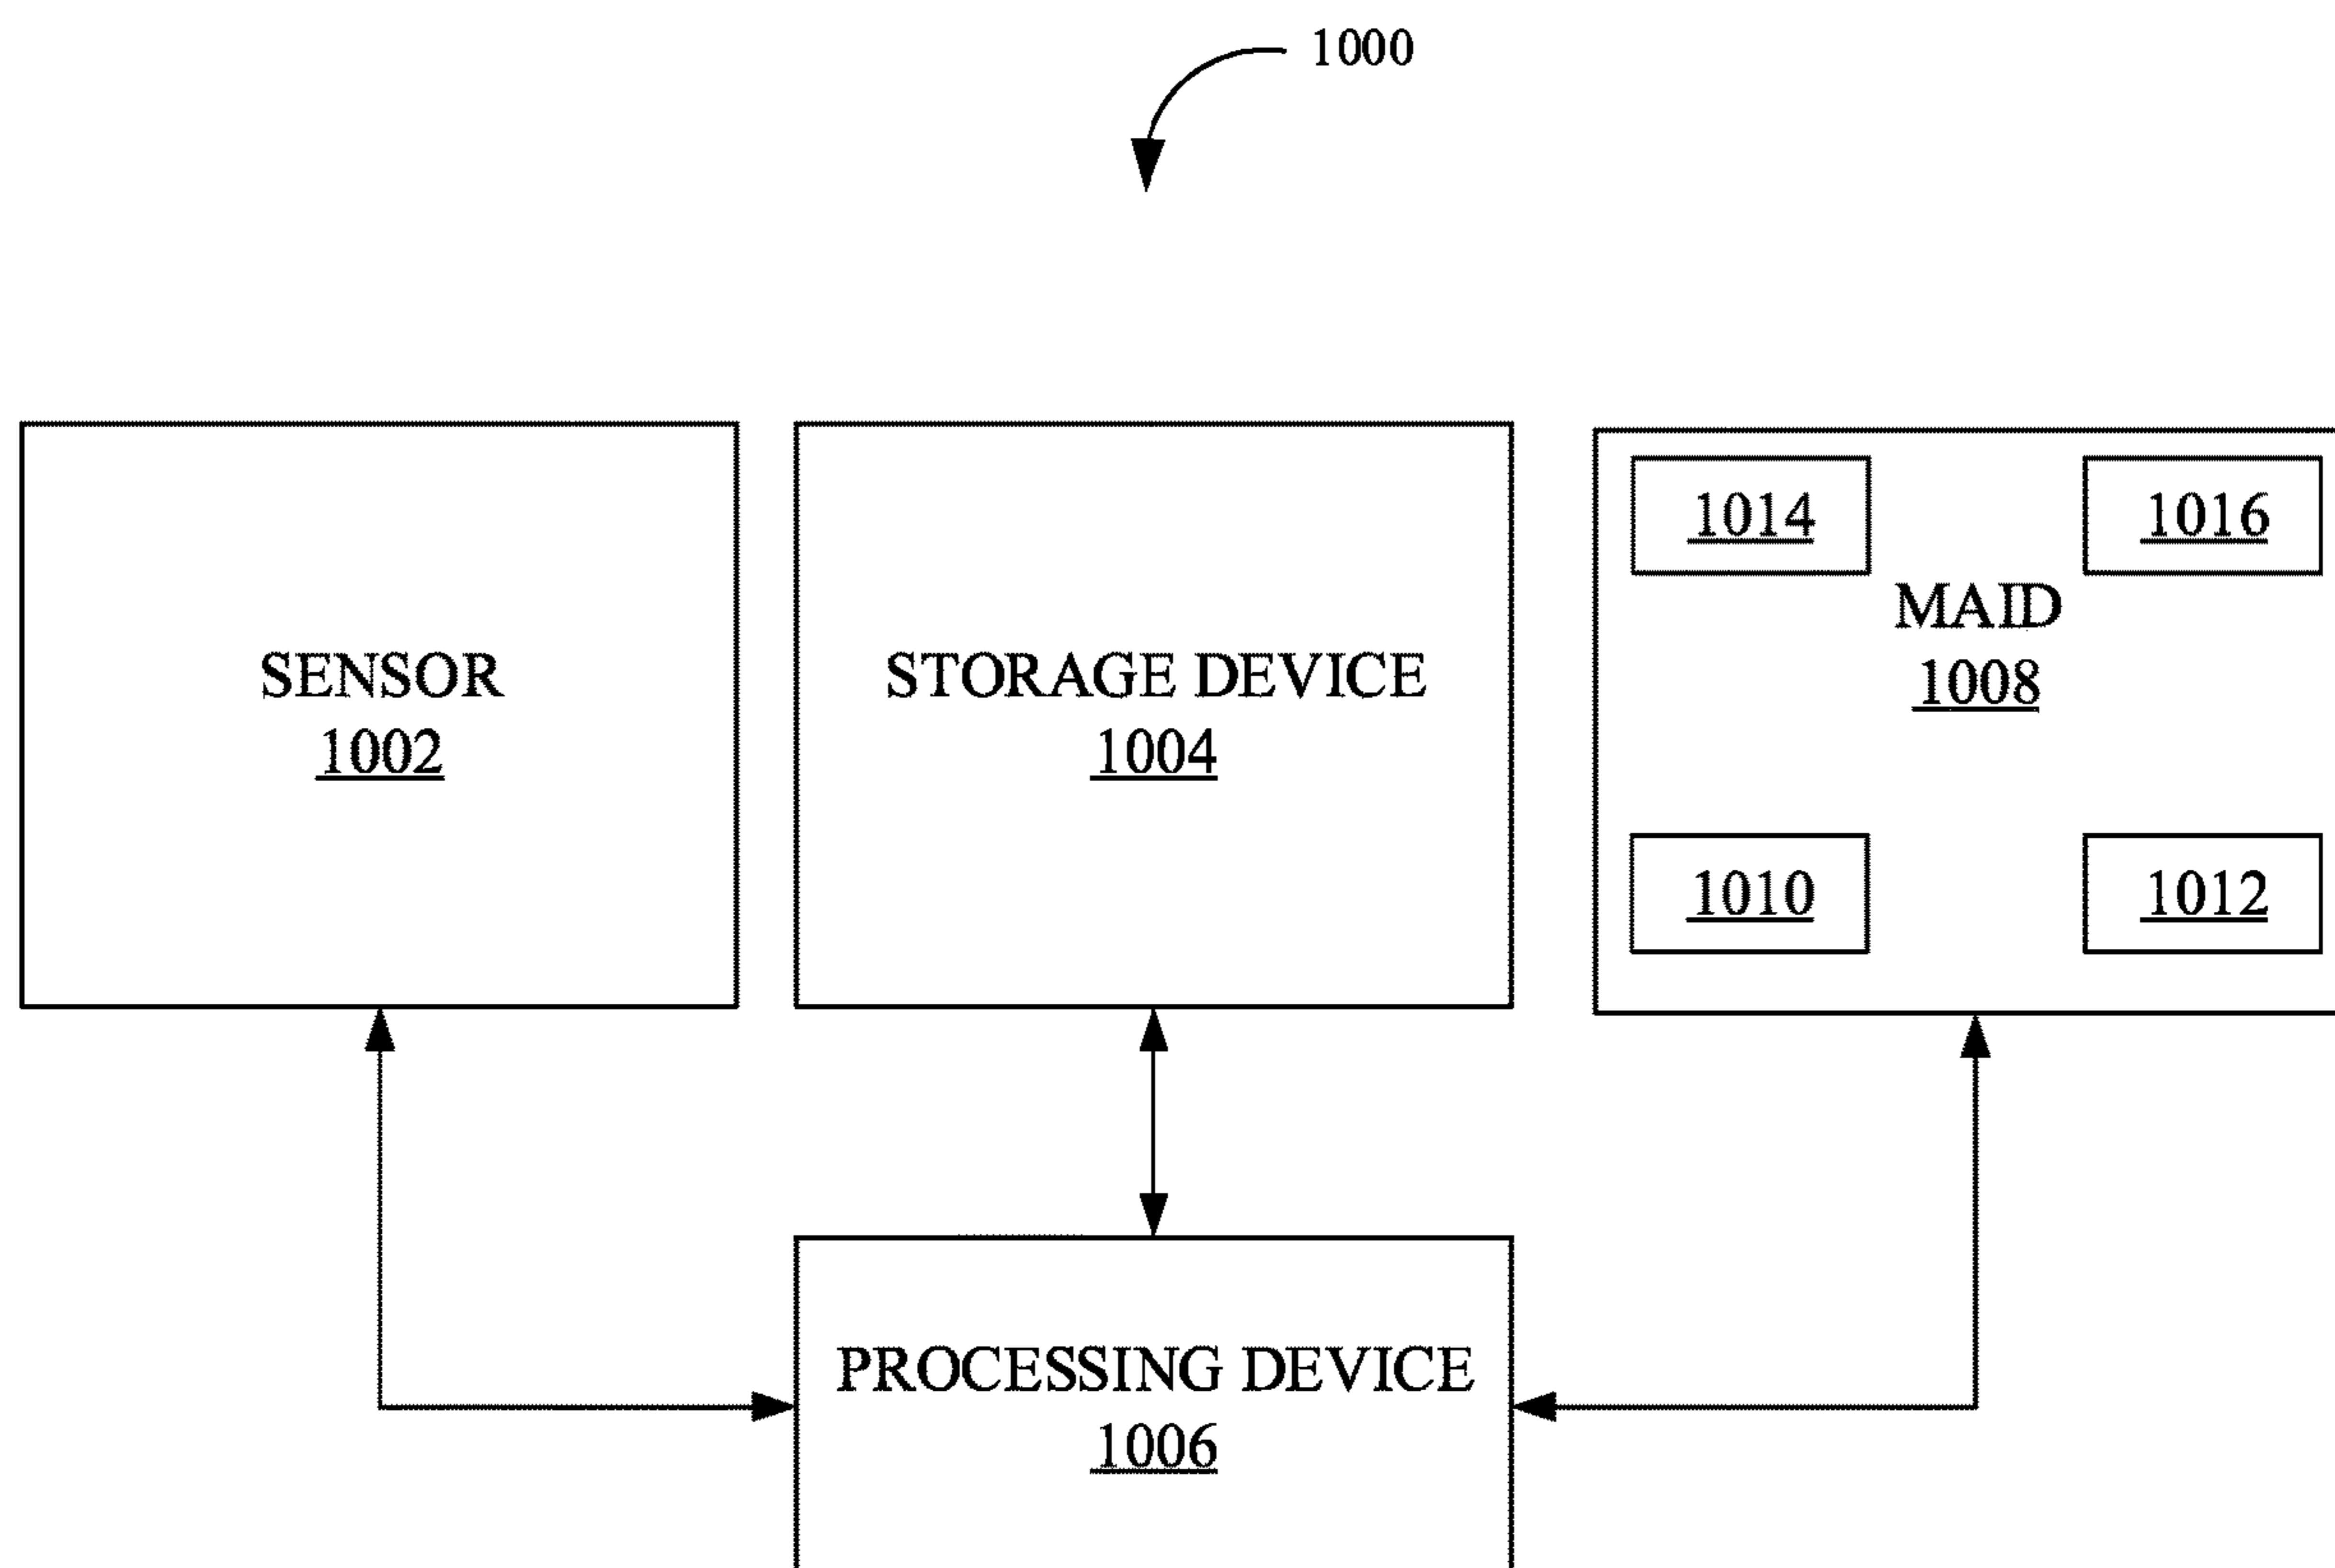 1000
SENSOR
1002
STORAGE DEVICE
1004
1014
1016
MAID
1008
1010
1012
PROCESSING DEVICE
1006